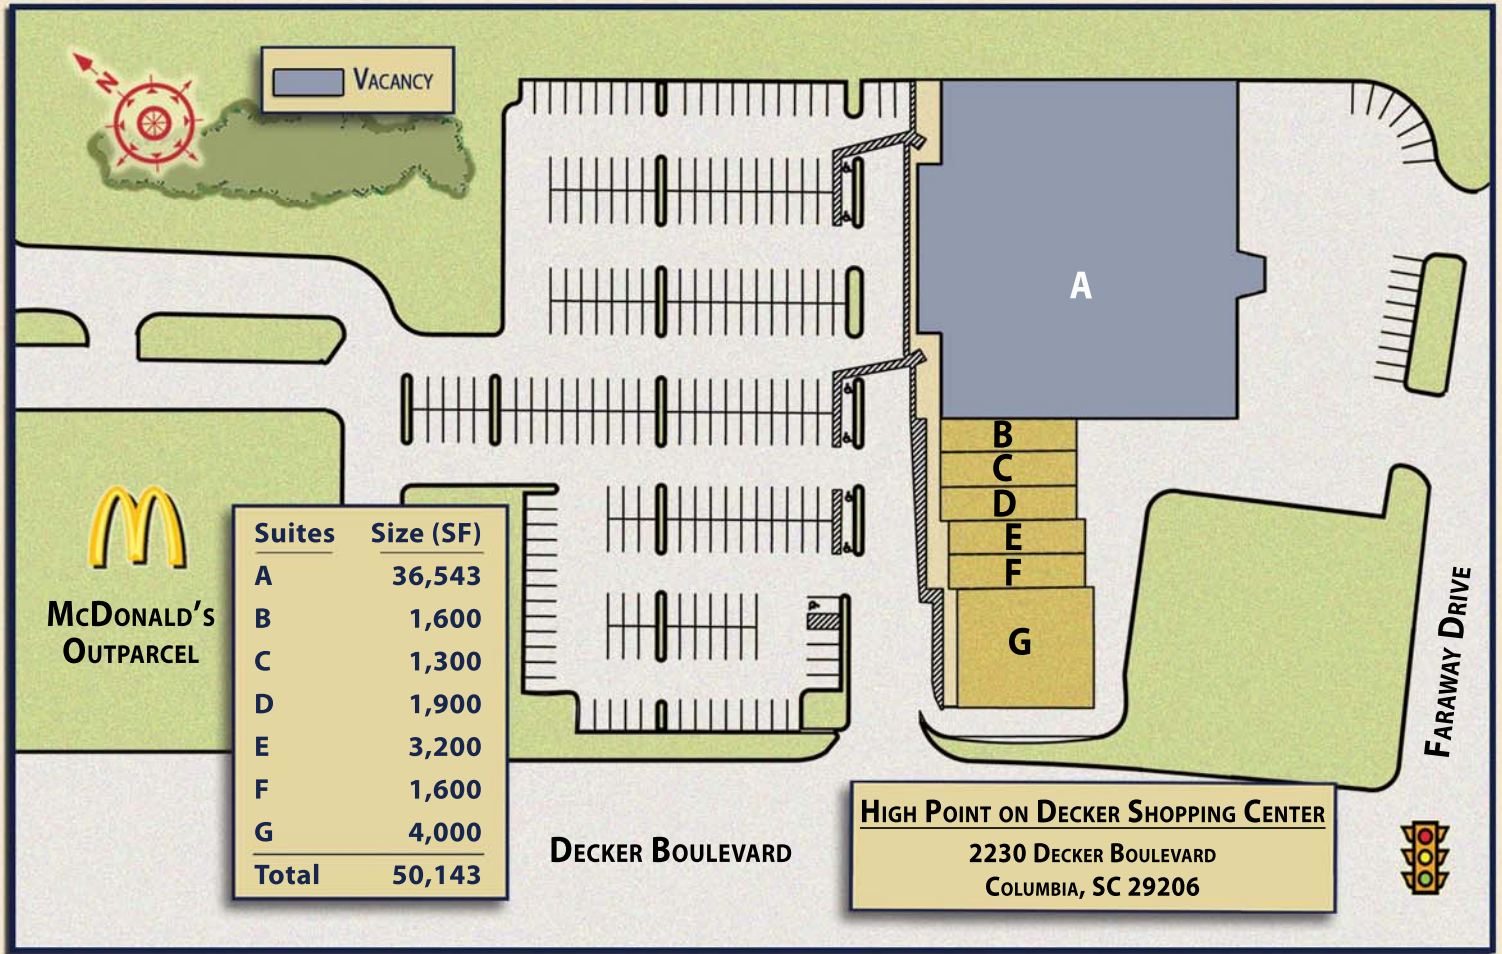 N
Vacancy
A
B
C
D
E
F
G
McDonald's
Outparcel
Suites Size (SF)
A 36,543
B 1,600
C 1,300
D 1,900
E 3,200
F 1,600
G 4,000
Total 50,143
Decker Boulevard
Faraway Drive
High Point on Decker Shopping Center
2230 Decker Boulevard
Columbia, SC 29206